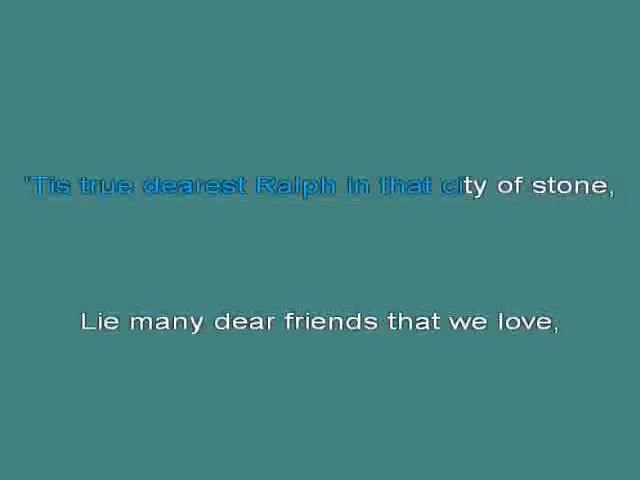 'Tis true dearest Ralph in that city of stone,
Lie many dear friends that we love,